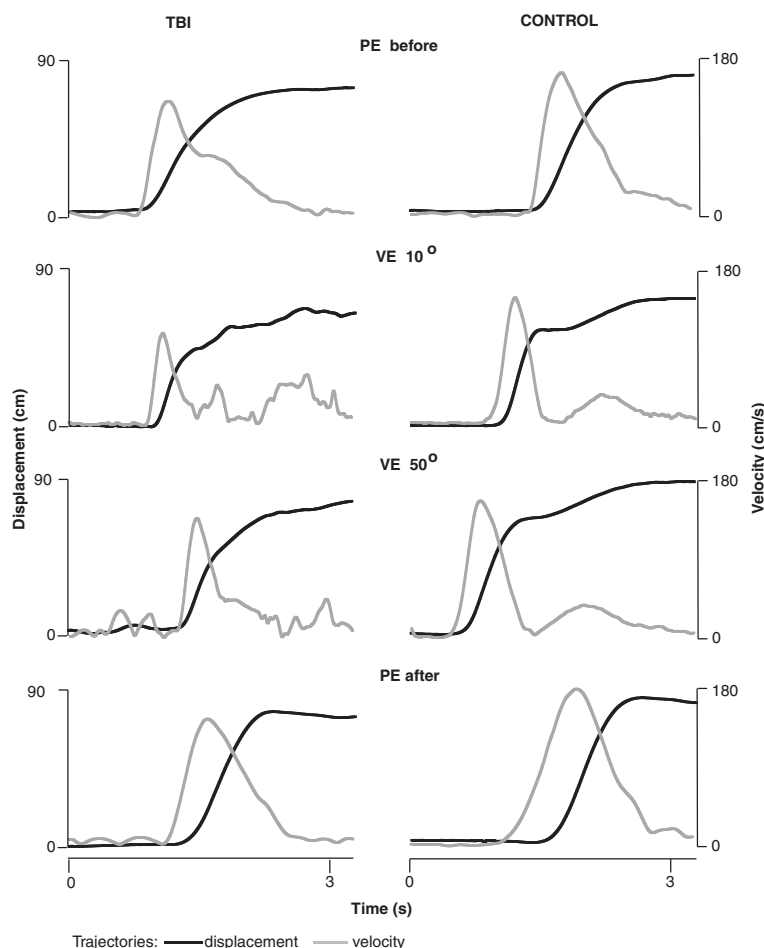 TBI
CONTROL
PE before
90
0
180
0
VE 10 o
90
0
180
0
VE 50 o
90
0
180
0
PE after
90
0
180
0
Displacement (cm)
Velocity (cm/s)
0
3
0
3
Time (s)
Trajectories: displacement velocity